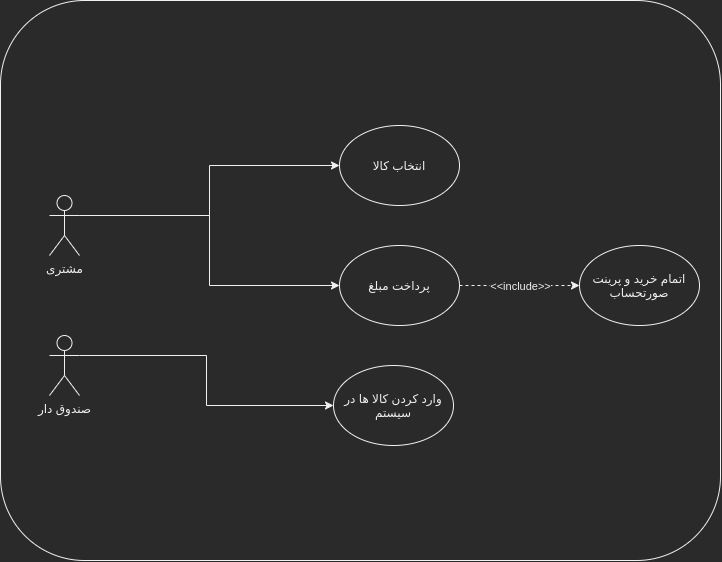 انتخاب کالا
مشتری
پرداخت مبلغ
<<include>>
اتمام خرید و پرینت
صورتحساب
صندوق دار
وارد کردن کالا ها در
سیستم